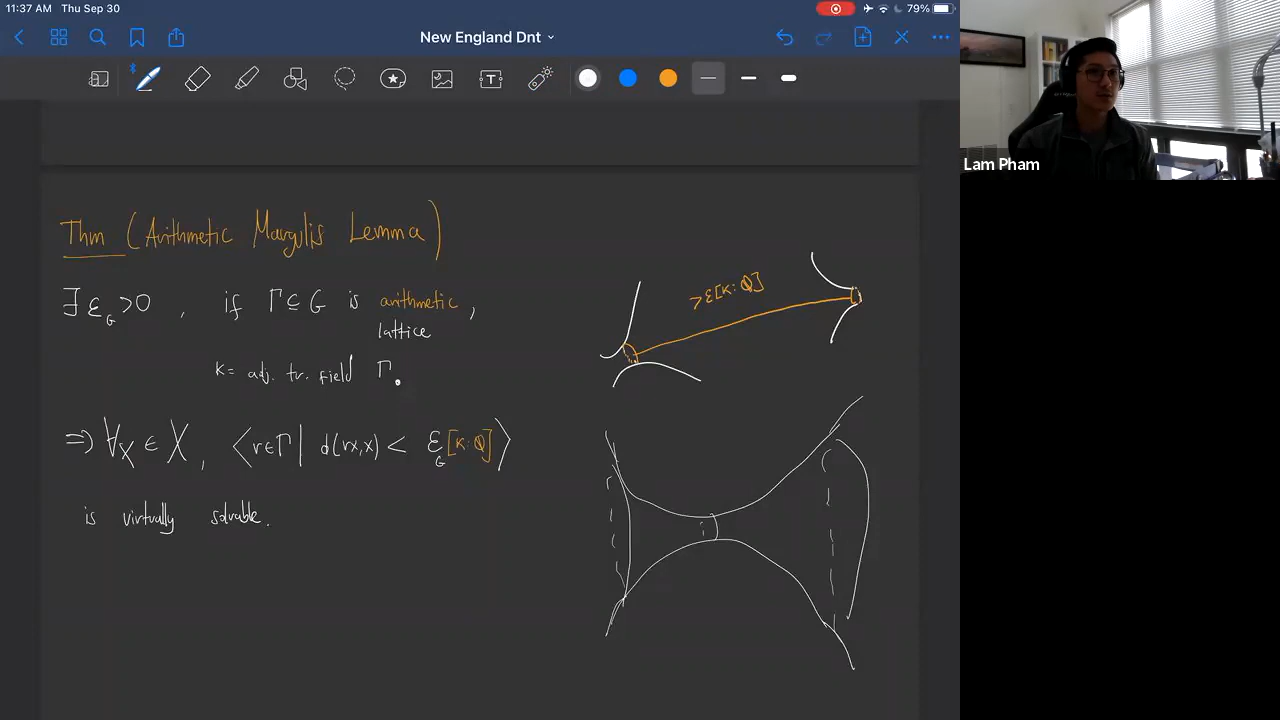 11:37 AM Thu Sep 30
79%
New England Dnt
Lam Pham
Thm (Arithmetic Margulis Lemma)
∃ ε_G >0 , if Γ ⊆ G is arithmetic,
lattice
K = adj. tr. field Γ.
⇒ ∀x ∈ X, ⟨γ∈Γ | d(γx,x) < ε_G [K:ℚ]⟩
is virtually solvable.
>ε[K:ℚ]